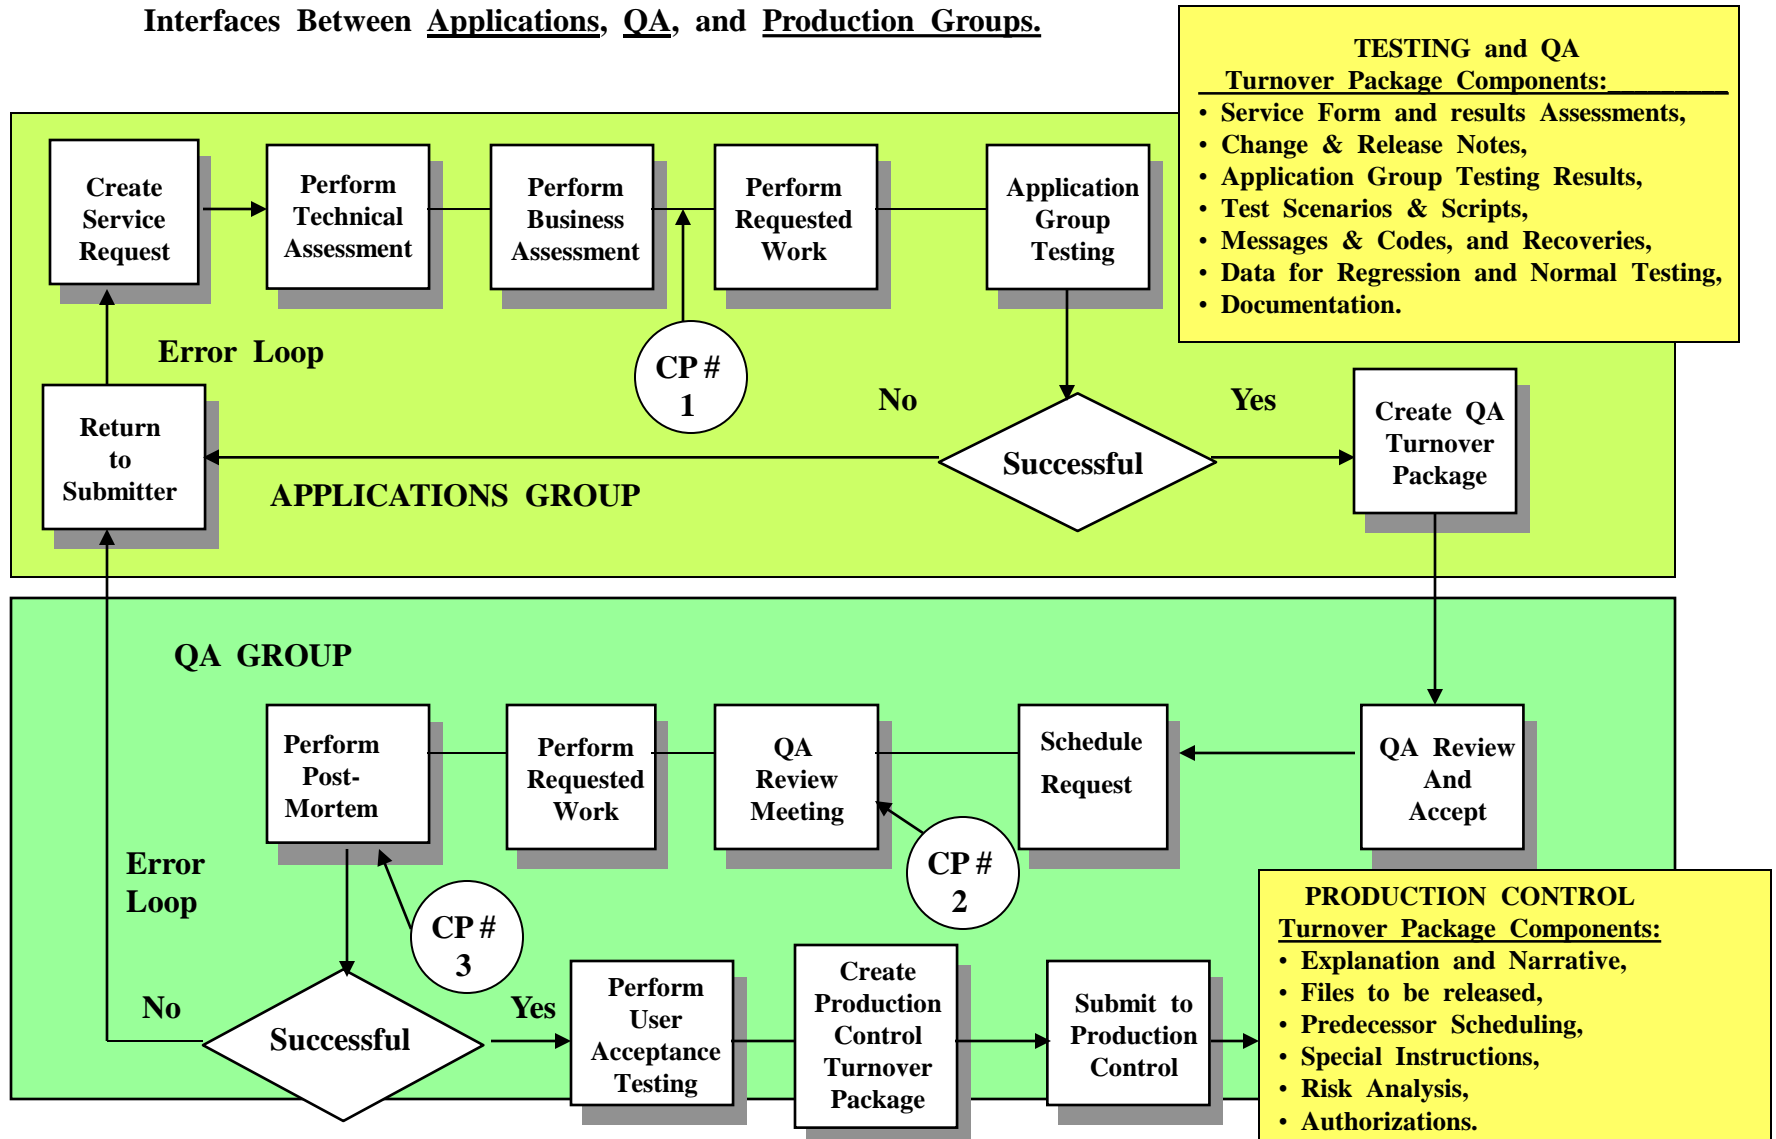 Interfaces Between Applications, QA, and Production Groups.
TESTING and QA
Turnover Package Components:
• Service Form and results Assessments,
• Change & Release Notes,
• Application Group Testing Results,
• Test Scenarios & Scripts,
• Messages & Codes, and Recoveries,
• Data for Regression and Normal Testing,
• Documentation.
Create
Service
Request
Perform
Technical
Assessment
Perform
Business
Assessment
Perform
Requested
Work
Application
Group
Testing
Error Loop
CP #
1
No
Yes
Return
to
Submitter
Successful
Create QA
Turnover
Package
APPLICATIONS GROUP
QA GROUP
Perform
Post-
Mortem
Perform
Requested
Work
QA
Review
Meeting
Schedule
Request
QA Review
And
Accept
Error
Loop
CP #
3
CP #
2
No
Successful
Yes
Perform
User
Acceptance
Testing
Create
Production
Control
Turnover
Package
Submit to
Production
Control
PRODUCTION CONTROL
Turnover Package Components:
• Explanation and Narrative,
• Files to be released,
• Predecessor Scheduling,
• Special Instructions,
• Risk Analysis,
• Authorizations.